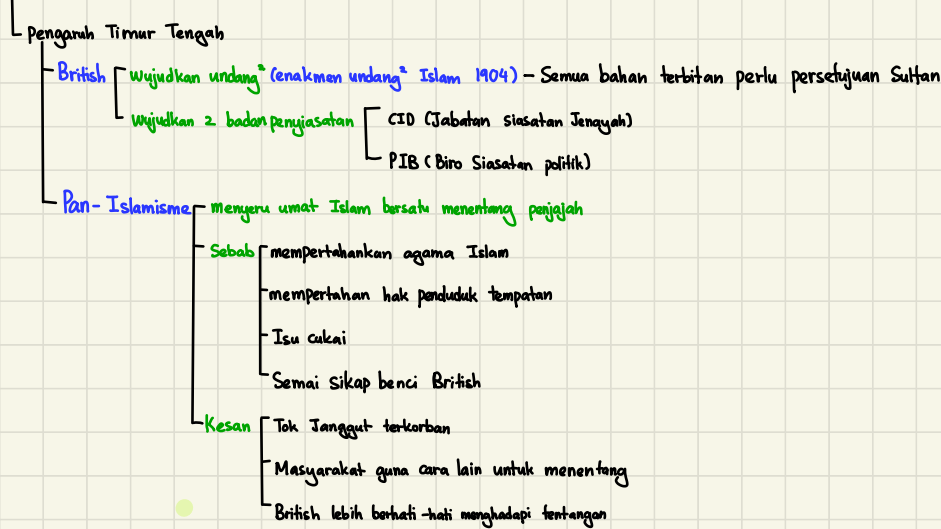 Pengaruh Timur Tengah
British
Wujudkan undang² (enakmen undang² Islam 1904) - Semua bahan terbitan perlu persetujuan Sultan
Wujudkan 2 badan penyiasatan
CID (Jabatan siasatan Jenayah)
PIB (Biro Siasatan politik)
Pan-Islamisme
menyeru umat Islam bersatu menentang penjajah
Sebab
mempertahankan agama Islam
mempertahan hak penduduk tempatan
Isu cukai
Semai sikap benci British
Kesan
Tok Janggut terkorban
Masyarakat guna cara lain untuk menentang
British lebih berhati-hati menghadapi tentangan